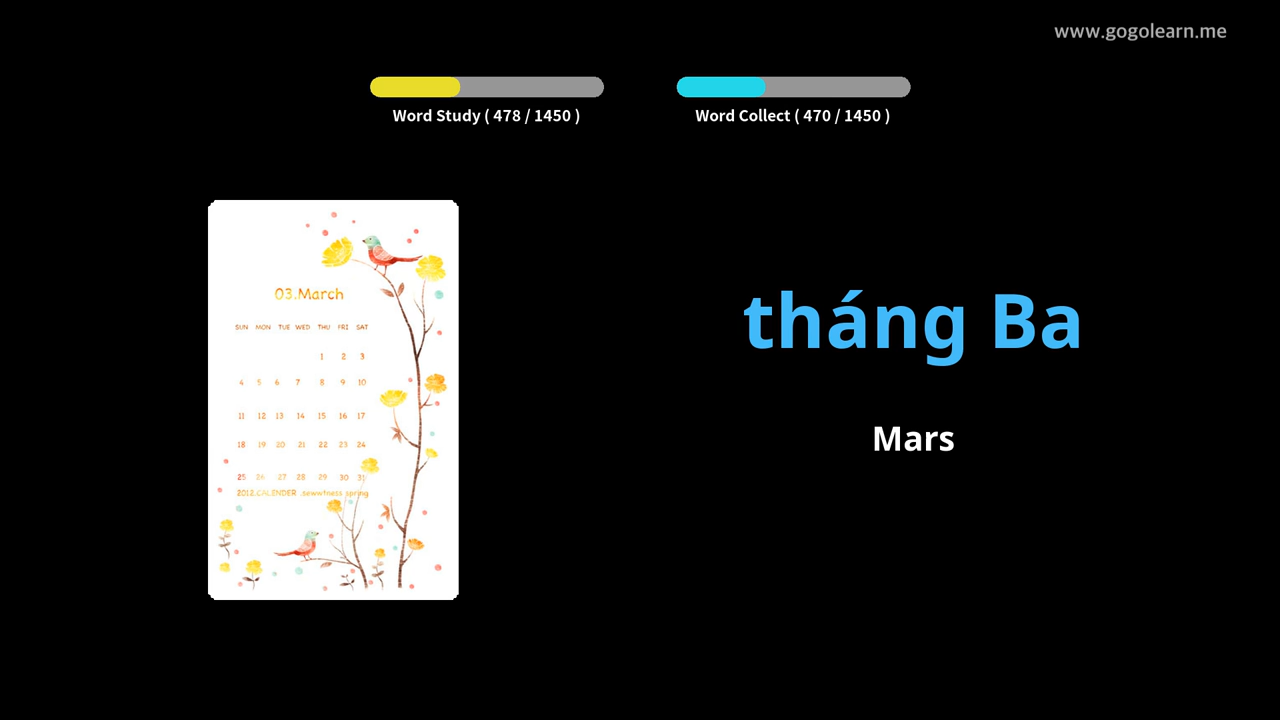 www.gogolearn.me
Word Study ( 478 / 1450 )
Word Collect ( 470 / 1450 )
03.March
SUN MON TUE WED THU FRI SAT
1 2 3
4 5 6 7 8 9 10
11 12 13 14 15 16 17
18 19 20 21 22 23 24
25 26 27 28 29 30 31
2012.CALENDER .sewwtness spring
tháng Ba
Mars